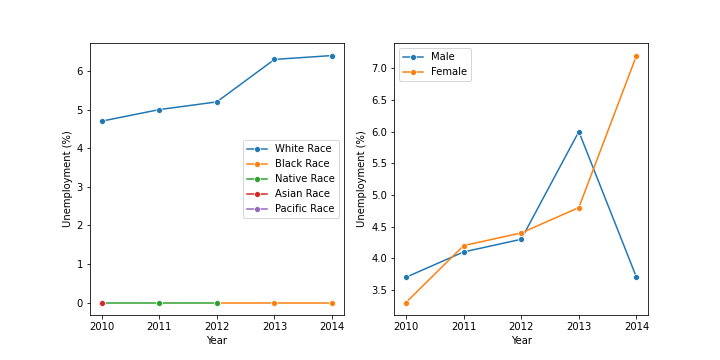 6
5
4
3
2
1
0
2010 2011 2012 2013 2014
Year
Unemployment (%)
White Race
Black Race
Native Race
Asian Race
Pacific Race
7.0
6.5
6.0
5.5
5.0
4.5
4.0
3.5
2010 2011 2012 2013 2014
Year
Unemployment (%)
Male
Female